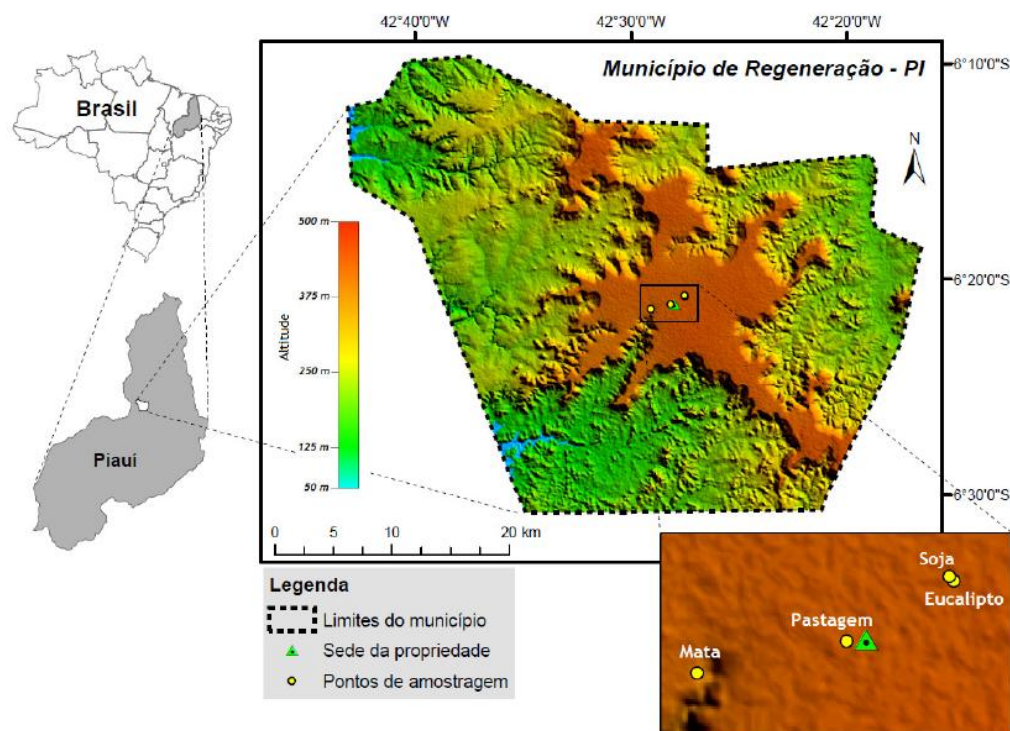 42°40'0"W
42°30'0"W
42°20'0"W
Município de Regeneração - PI
6°10'0"S
Brasil
N
500 m
375 m
250 m
125 m
50 m
Altitude
6°20'0"S
Piauí
6°30'0"S
0 5 10 20 km
Legenda
Limites do município
Sede da propriedade
Pontos de amostragem
Soja
Eucalipto
Pastagem
Mata